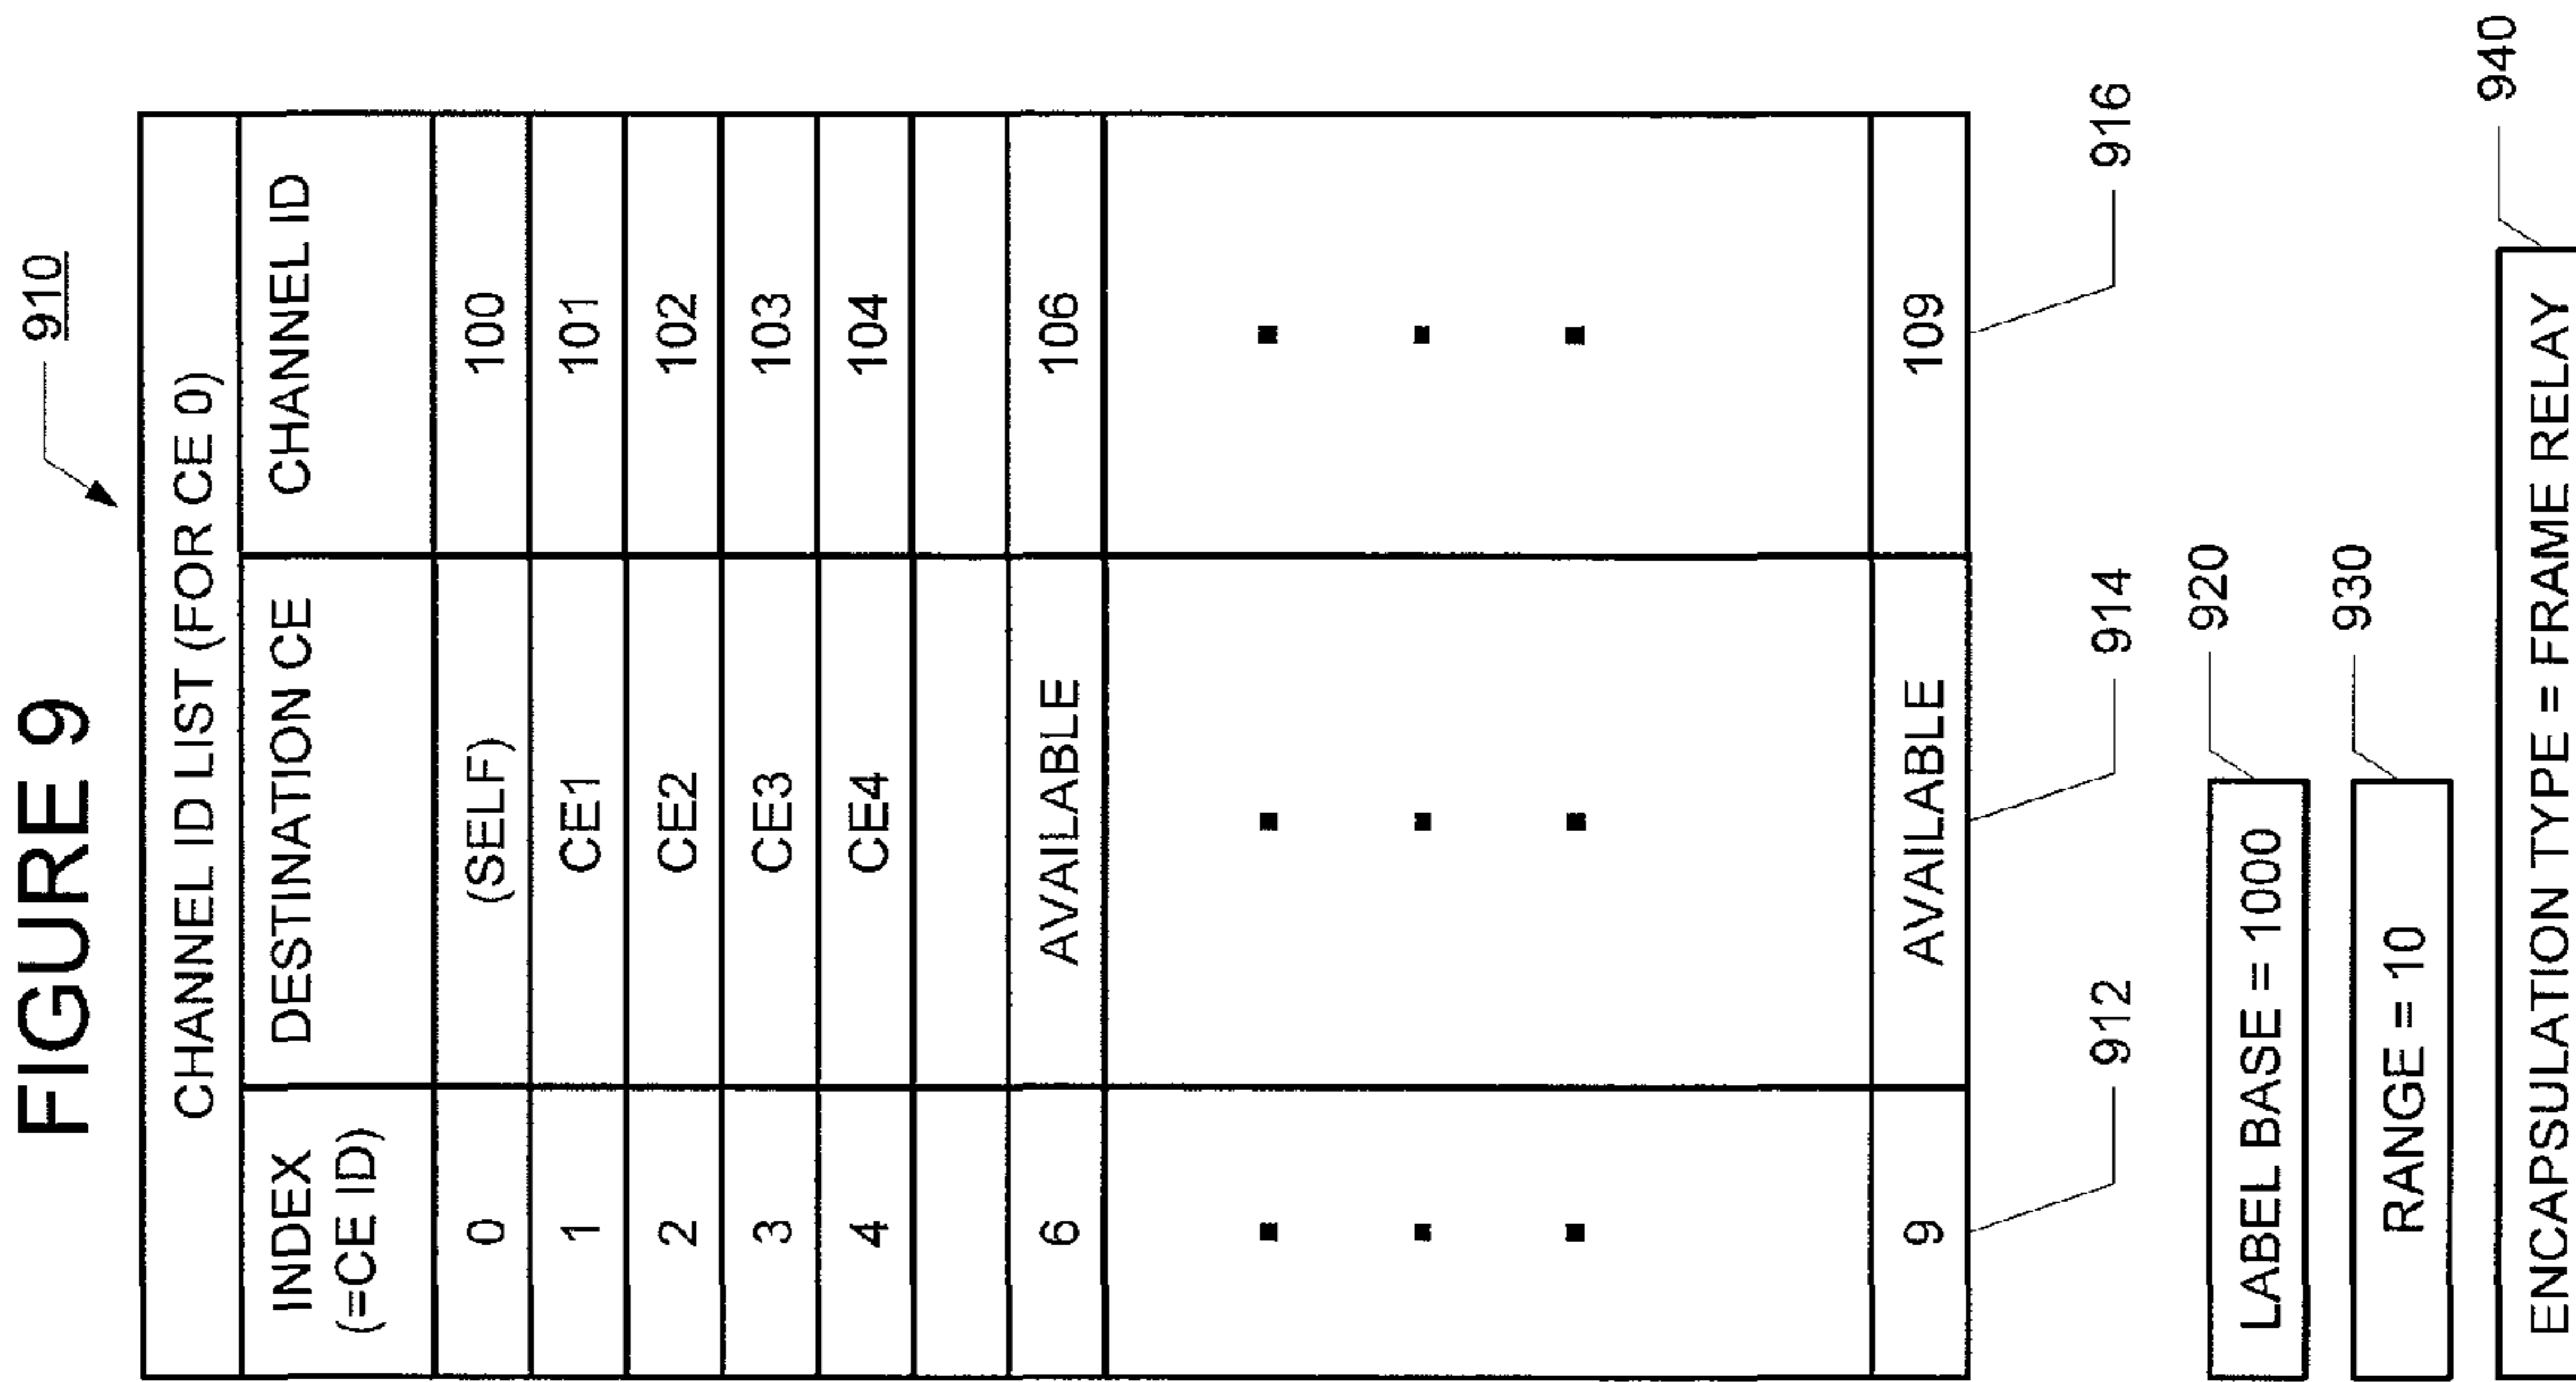 FIGURE 9
910
CHANNEL ID LIST (FOR CE 0)
INDEX (=CE ID) DESTINATION CE CHANNEL ID
0 (SELF) 100
1 CE1 101
2 CE2 102
3 CE3 103
4 CE4 104
6 AVAILABLE 106
9 AVAILABLE 109
912 914 916
LABEL BASE = 1000 920
RANGE = 10 930
ENCAPSULATION TYPE = FRAME RELAY 940